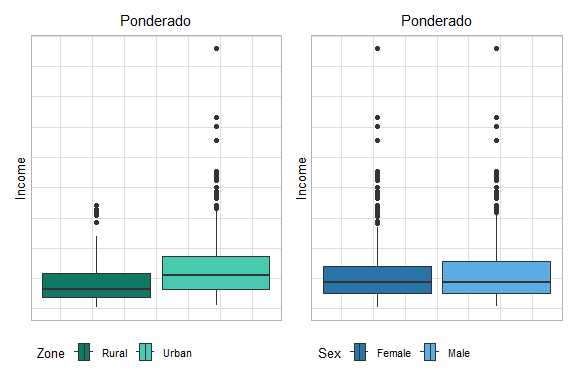 Ponderado
Ponderado
Income
Income
Zone Rural Urban
Sex Female Male